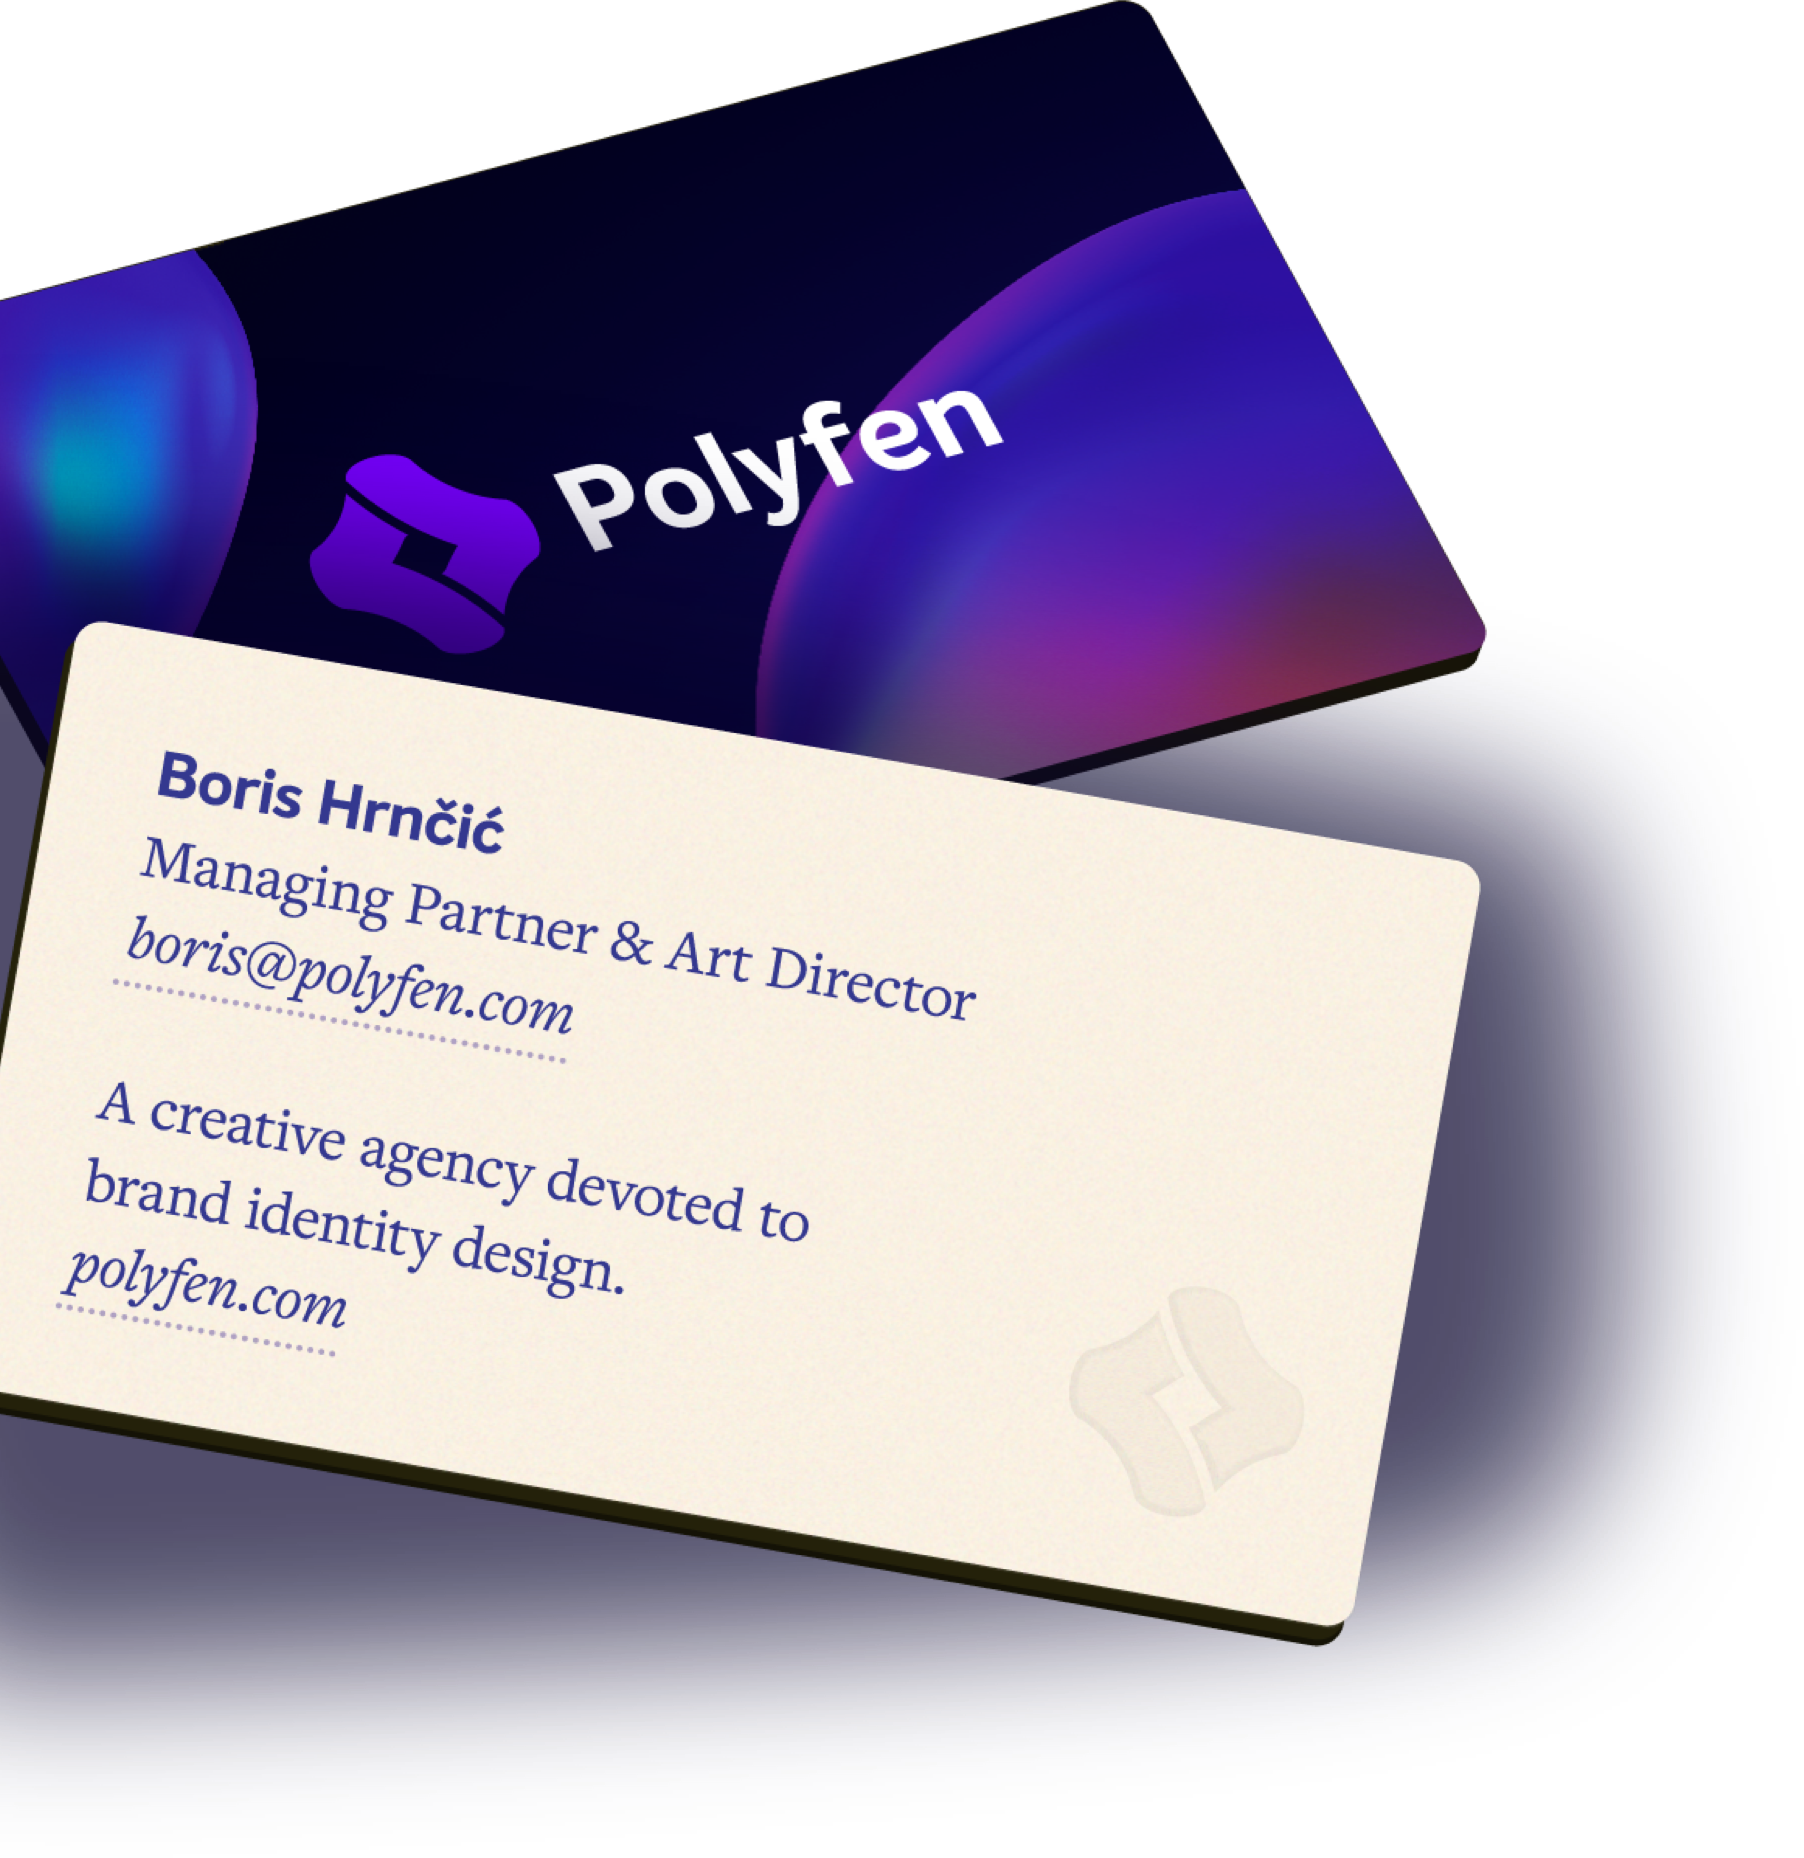 Polyfen
Boris Hrnčić
Managing Partner & Art Director
boris@polyfen.com
A creative agency devoted to
brand identity design.
polyfen.com